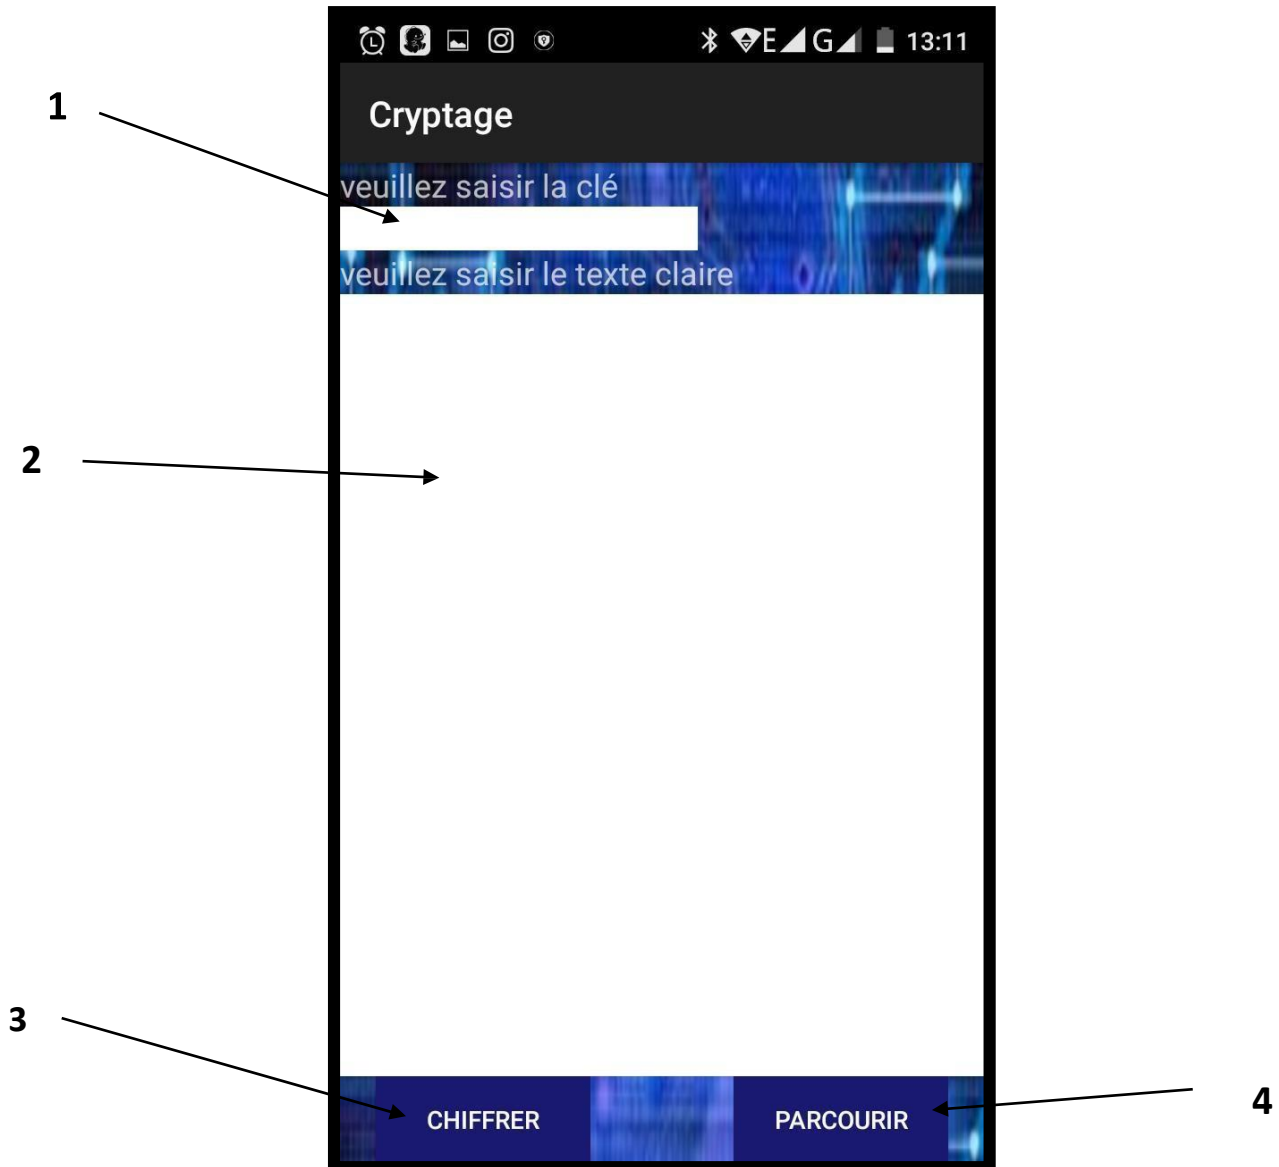 E G 13:11
1
Cryptage
veuillez saisir la clé
veuillez saisir le texte claire
2
3
CHIFFRER PARCOURIR
4